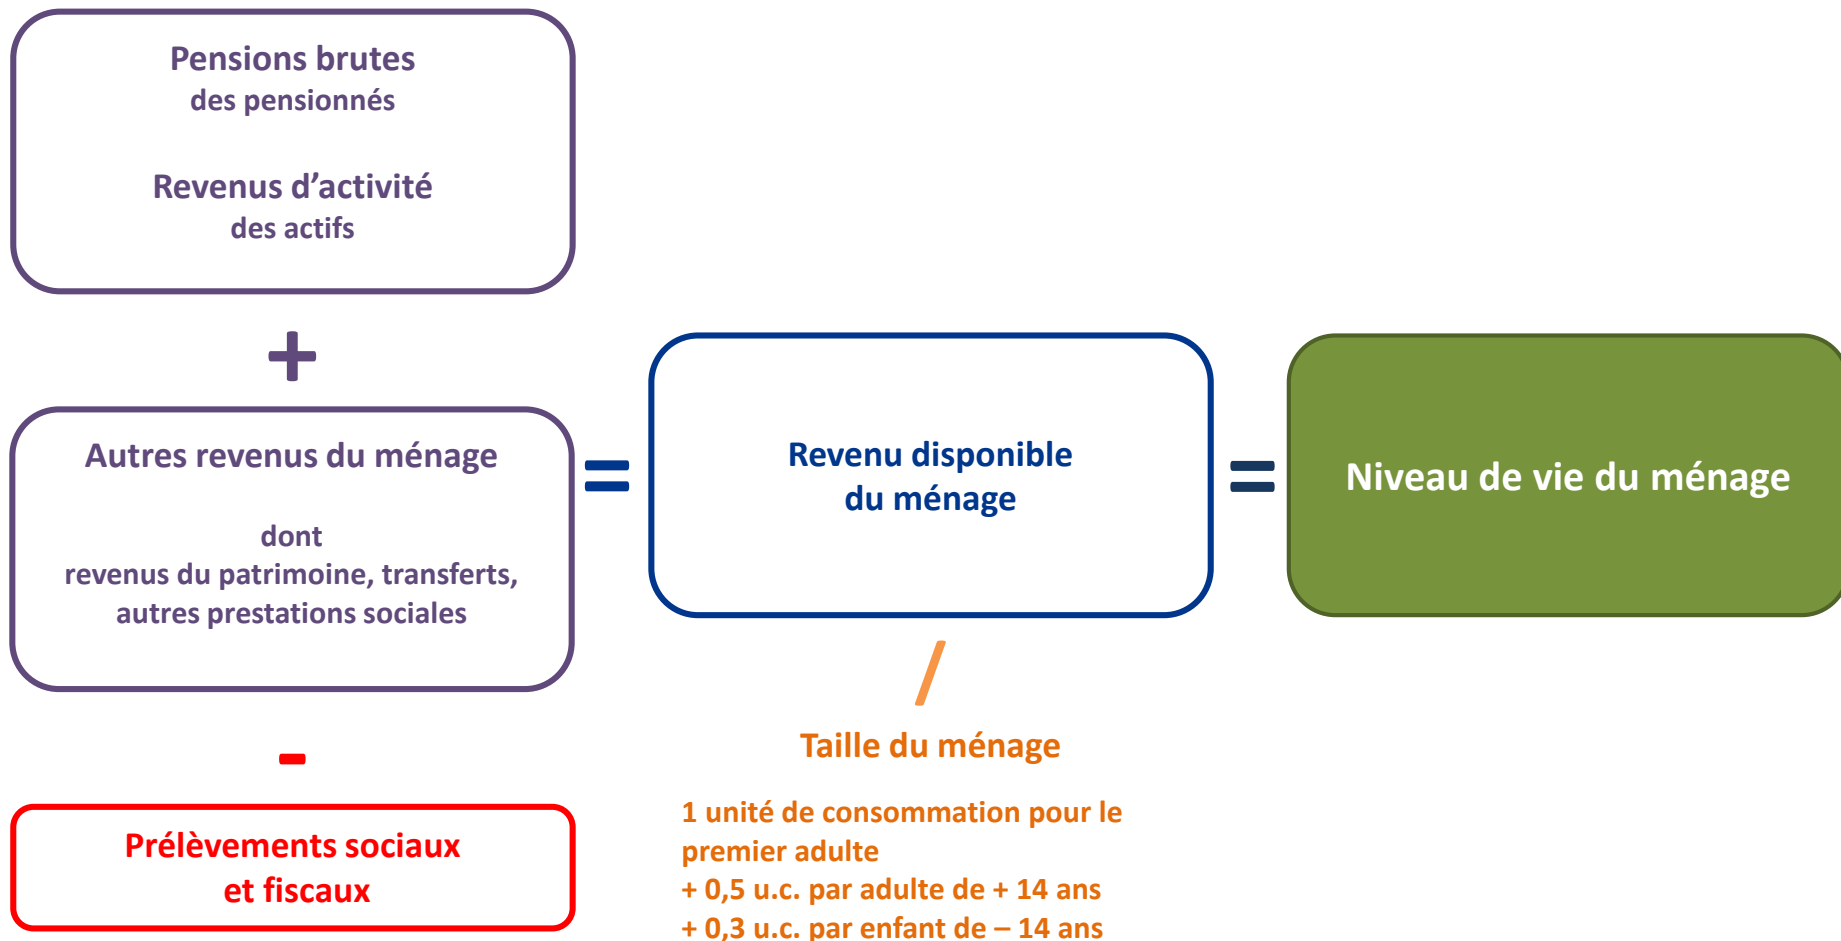 Pensions brutes
des pensionnés
Revenus d’activité
des actifs
+
Autres revenus du ménage
dont
revenus du patrimoine, transferts,
autres prestations sociales
-
Prélèvements sociaux
et fiscaux
=
Revenu disponible
du ménage
/
Taille du ménage
1 unité de consommation pour le
premier adulte
+ 0,5 u.c. par adulte de + 14 ans
+ 0,3 u.c. par enfant de – 14 ans
=
Niveau de vie du ménage